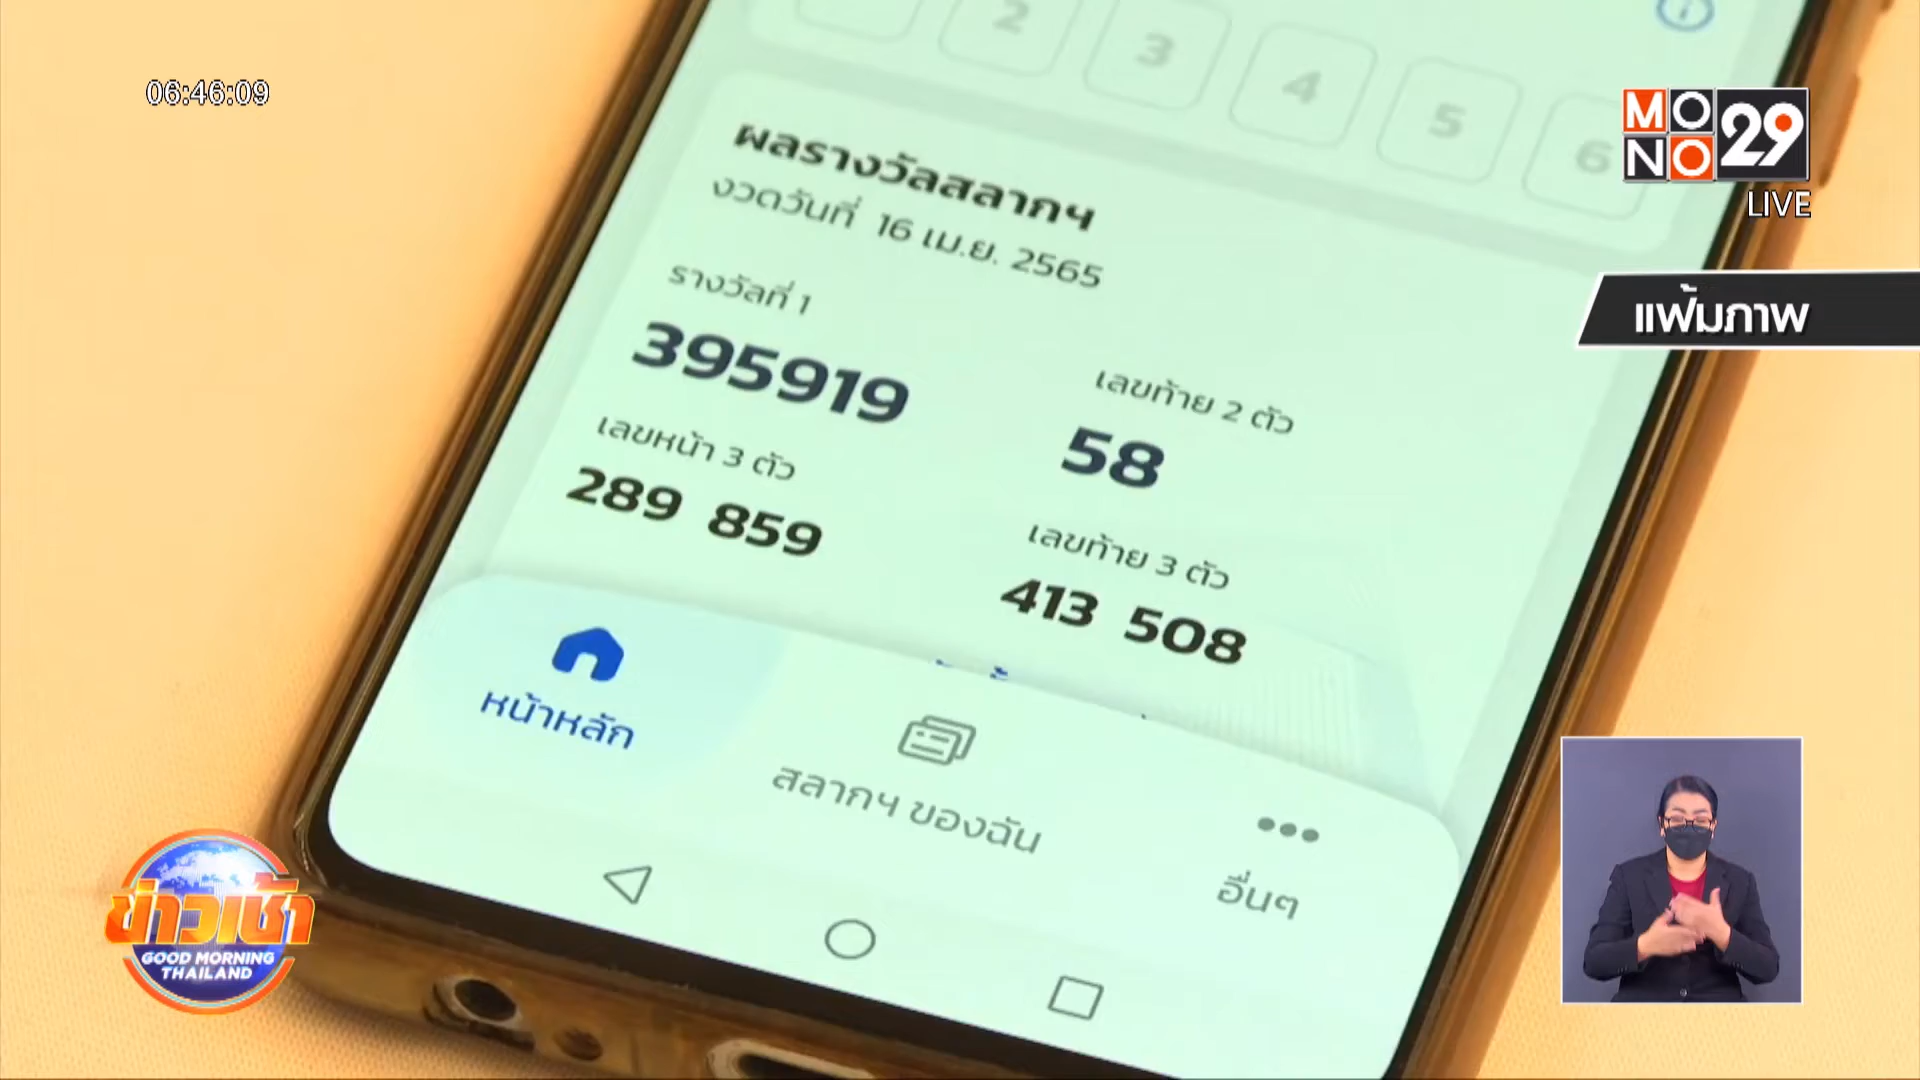 06:46:09
MONO 29
LIVE
แฟ้มภาพ
2 3 4 5 6
ผลรางวัลสลากฯ
งวดวันที่ 16 เม.ย. 2565
รางวัลที่ 1
395919
เลขท้าย 2 ตัว
58
เลขหน้า 3 ตัว
289 859
เลขท้าย 3 ตัว
413 508
หน้าหลัก
สลากฯ ของฉัน
อื่นๆ
ข่าวเช้า
GOOD MORNING
THAILAND